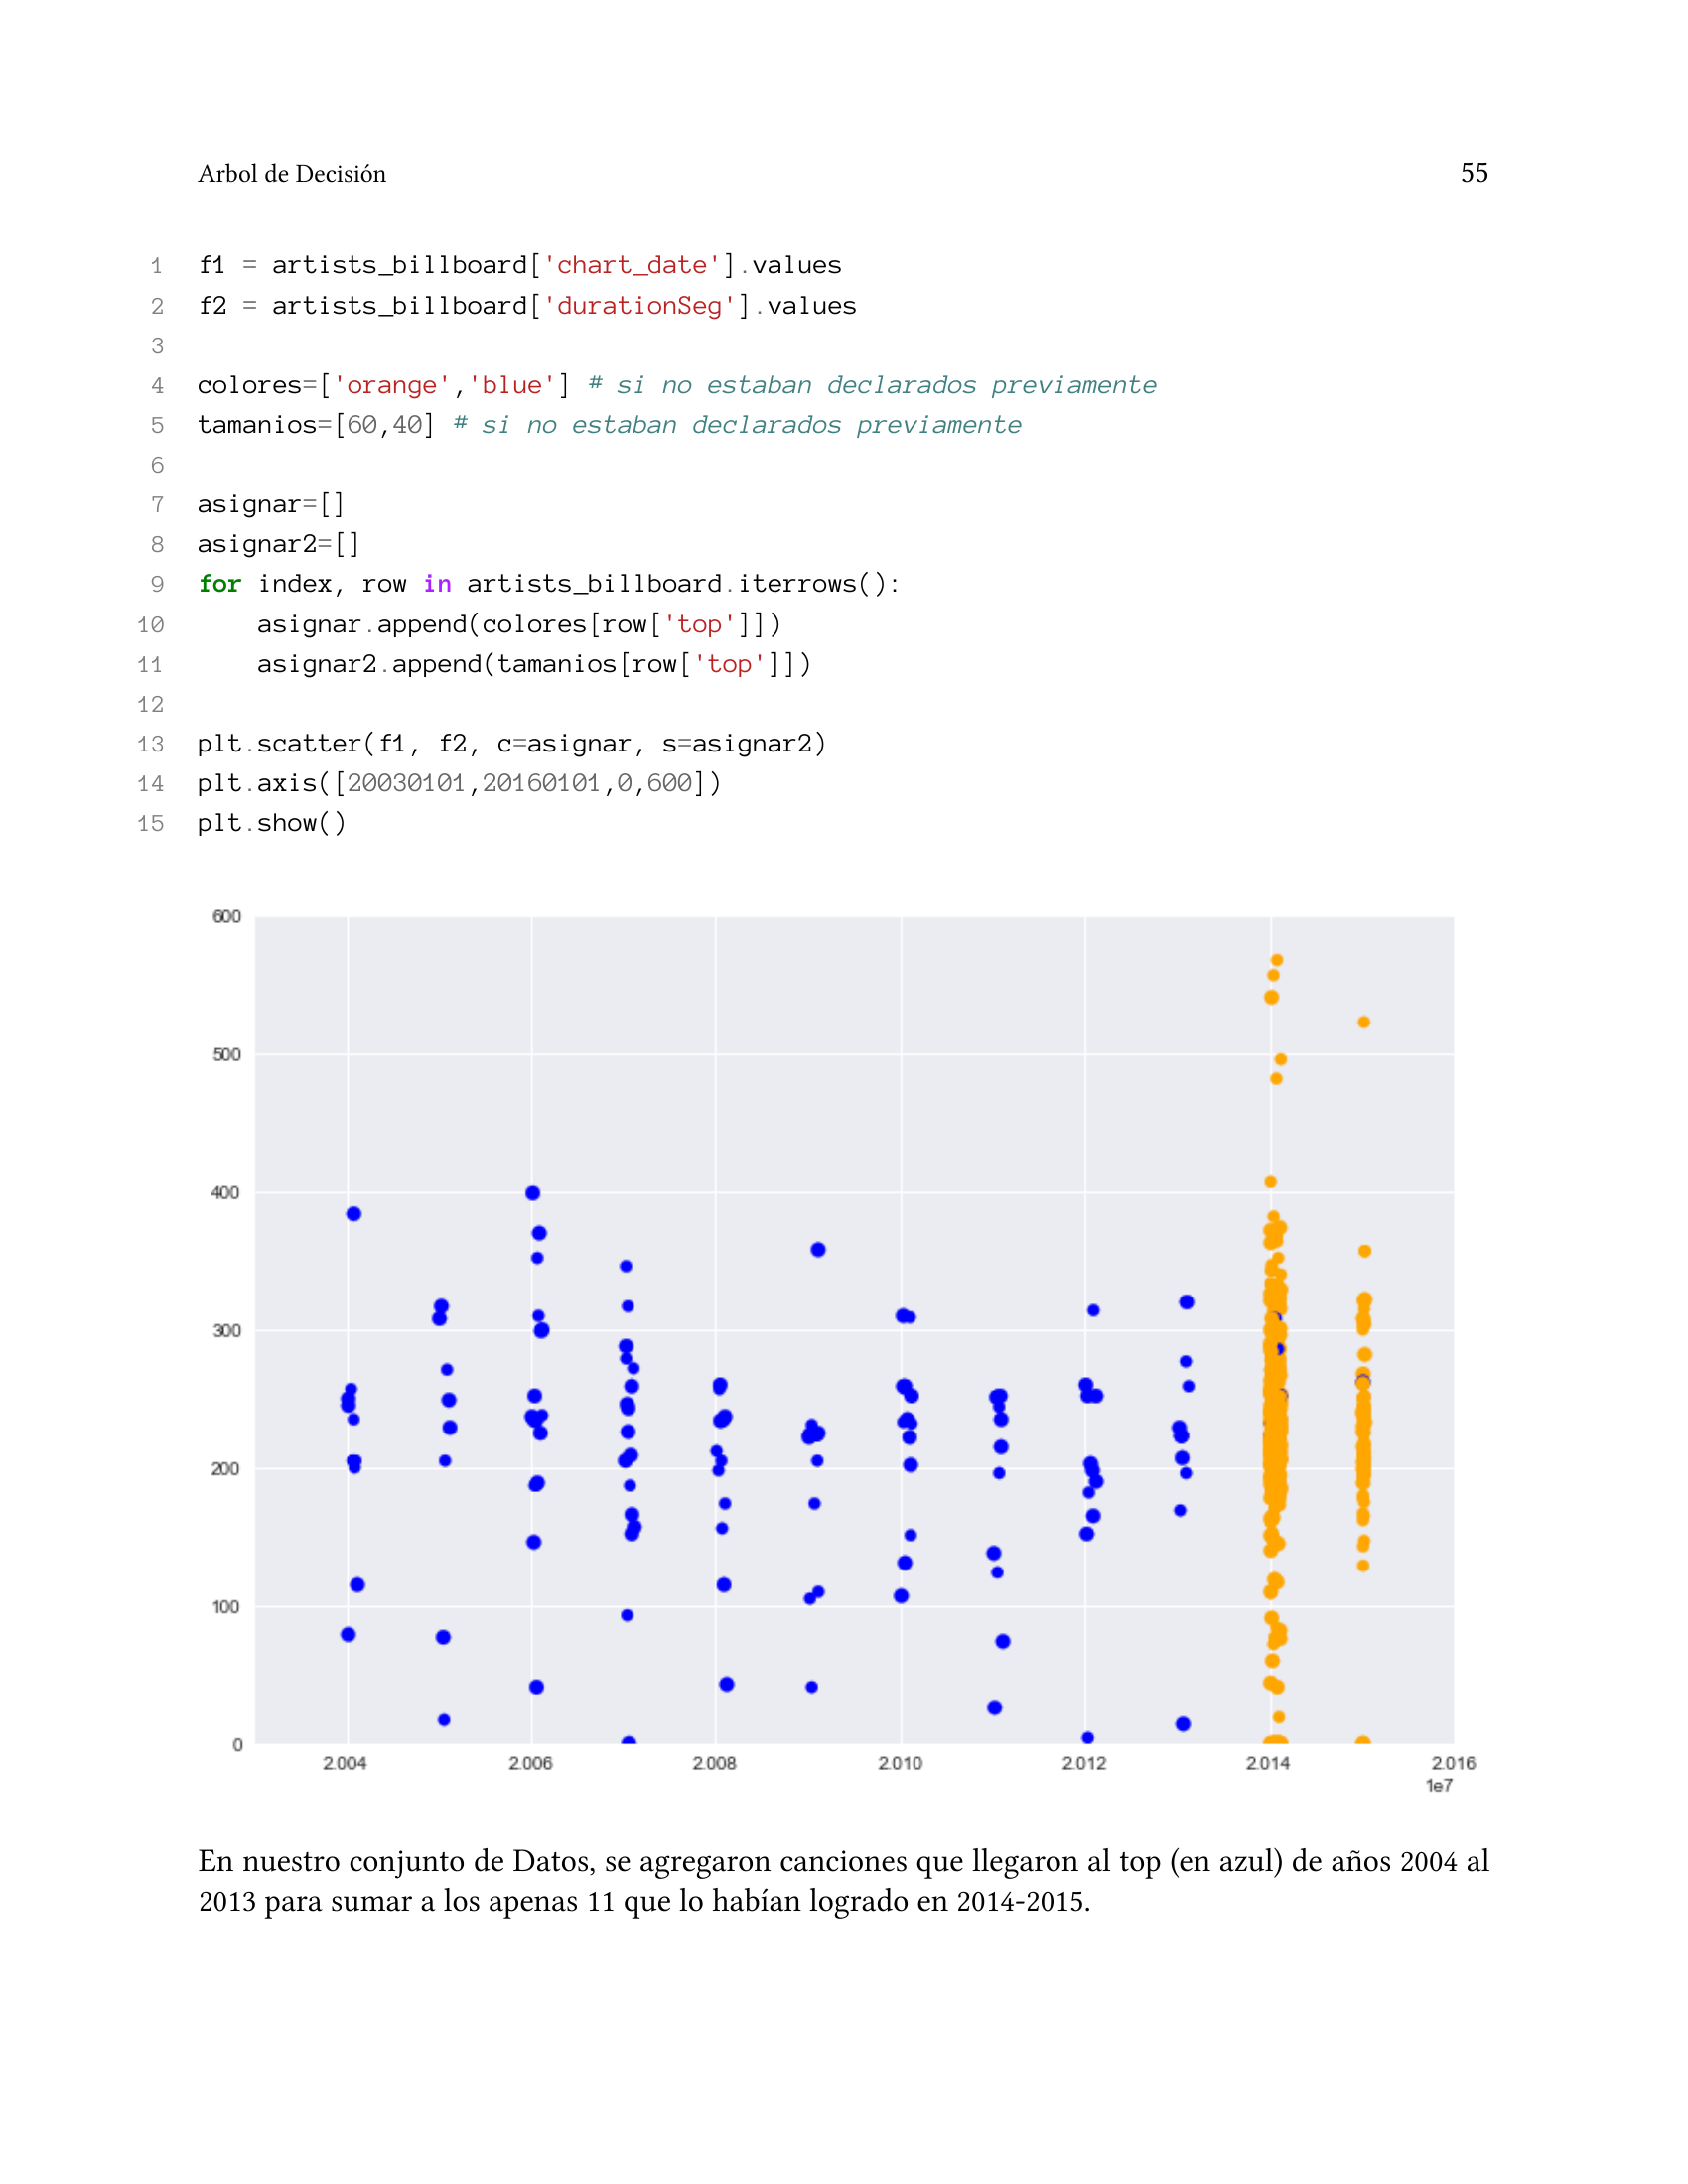 Arbol de Decisión 55
1 f1 = artists_billboard['chart_date'].values
2 f2 = artists_billboard['durationSeg'].values
3
4 colores=['orange','blue'] # si no estaban declarados previamente
5 tamanios=[60,40] # si no estaban declarados previamente
6
7 asignar=[]
8 asignar2=[]
9 for index, row in artists_billboard.iterrows():
10     asignar.append(colores[row['top']])
11     asignar2.append(tamanios[row['top']])
12
13 plt.scatter(f1, f2, c=asignar, s=asignar2)
14 plt.axis([20030101,20160101,0,600])
15 plt.show()
600
500
400
300
200
100
0
2.004 2.006 2.008 2.010 2.012 2.014 2.016
1e7
En nuestro conjunto de Datos, se agregaron canciones que llegaron al top (en azul) de años 2004 al
2013 para sumar a los apenas 11 que lo habían logrado en 2014-2015.